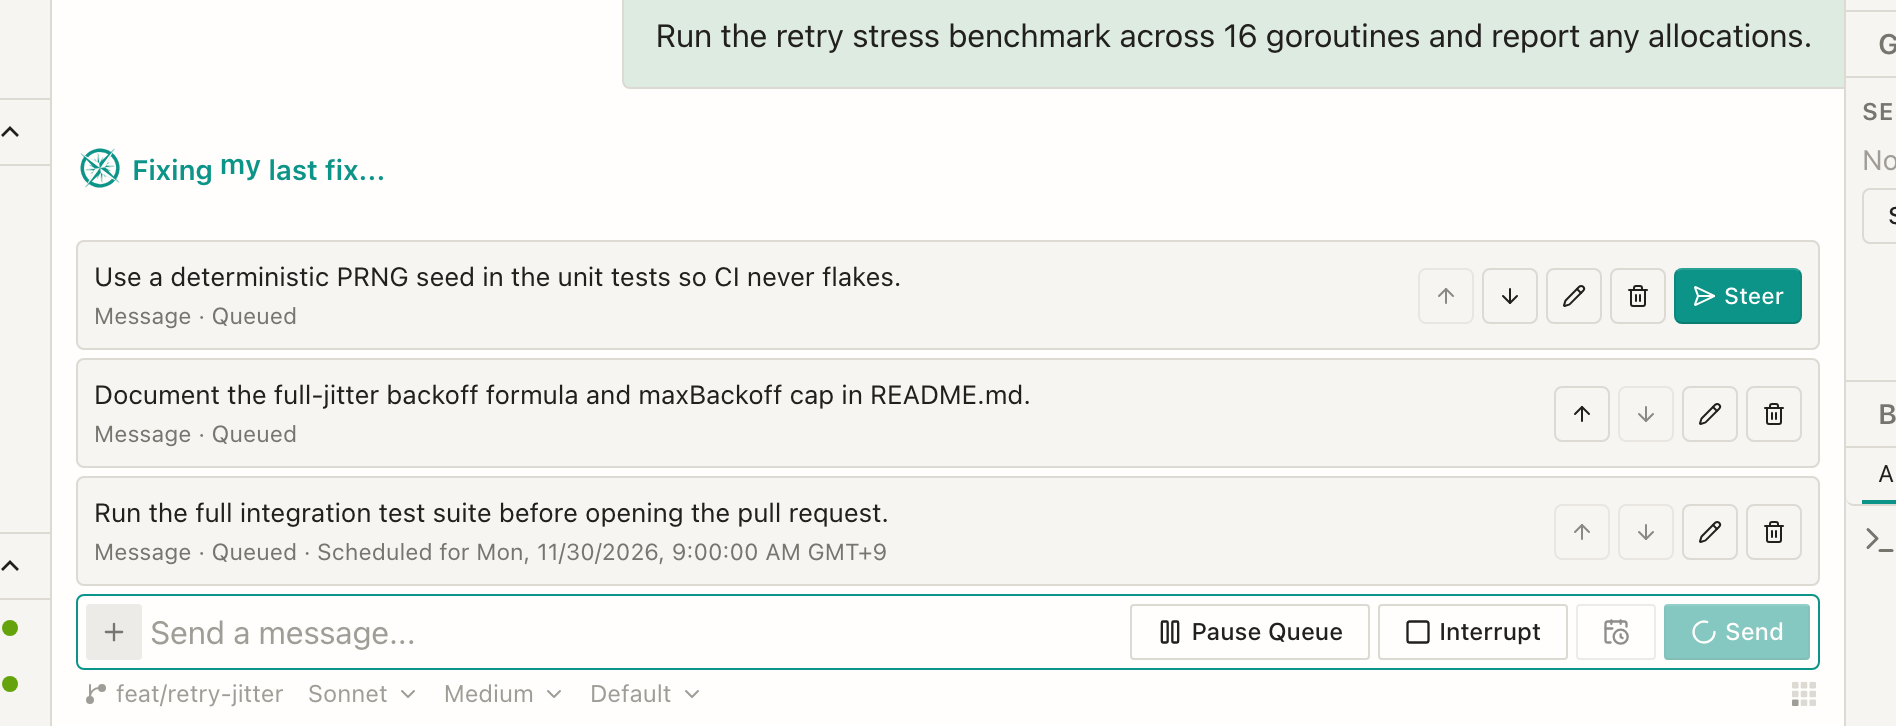 Run the retry stress benchmark across 16 goroutines and report any allocations.
Fixing my last fix...
Use a deterministic PRNG seed in the unit tests so CI never flakes.
Message · Queued
Steer
Document the full-jitter backoff formula and maxBackoff cap in README.md.
Message · Queued
Run the full integration test suite before opening the pull request.
Message · Queued · Scheduled for Mon, 11/30/2026, 9:00:00 AM GMT+9
Send a message...
Pause Queue
Interrupt
Send
feat/retry-jitter
Sonnet
Medium
Default
SE
No
B
A
>_